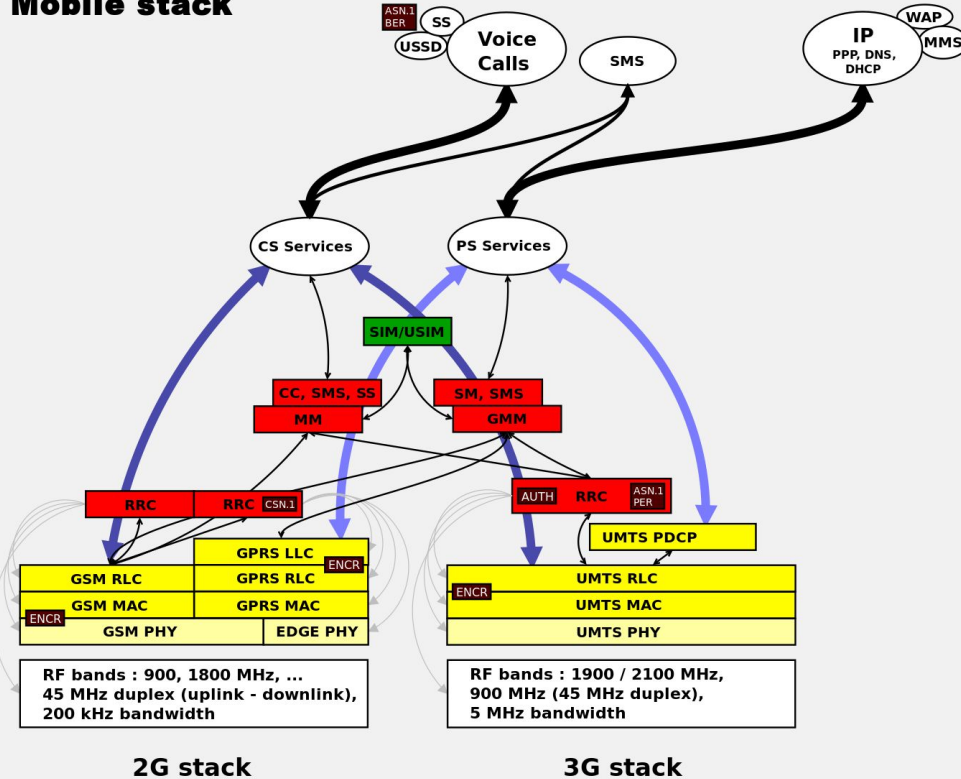 Mobile stack
ASN.1
BER
SS
USSD
Voice
Calls
SMS
IP
PPP, DNS,
DHCP
WAP
MMS
CS Services
PS Services
SIM/USIM
CC, SMS, SS
MM
SM, SMS
GMM
RRC
RRC
CSN.1
AUTH
RRC
ASN.1
PER
GPRS LLC
ENCR
UMTS PDCP
GSM RLC
GPRS RLC
UMTS RLC
ENCR
GSM MAC
GPRS MAC
UMTS MAC
ENCR
GSM PHY
EDGE PHY
UMTS PHY
RF bands : 900, 1800 MHz, ...
45 MHz duplex (uplink - downlink),
200 kHz bandwidth
RF bands : 1900 / 2100 MHz,
900 MHz (45 MHz duplex),
5 MHz bandwidth
2G stack
3G stack